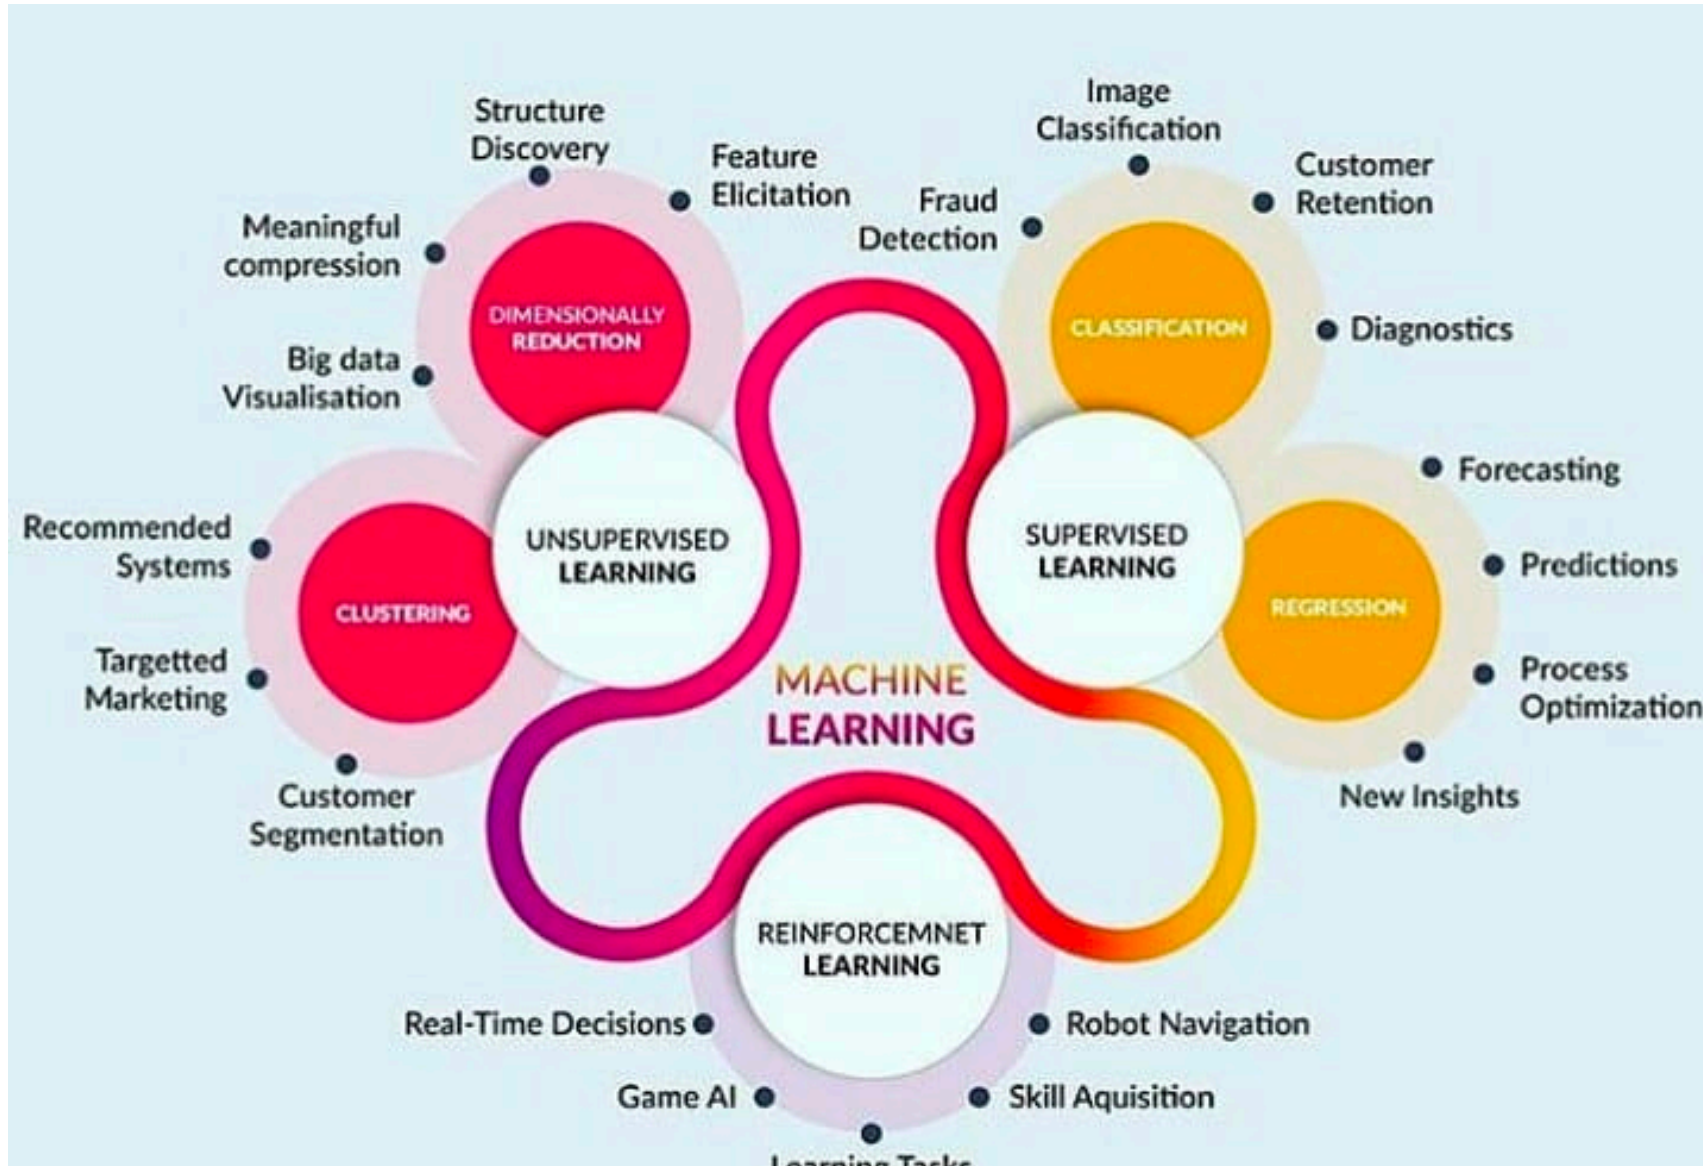 Structure
Discovery
Feature
Elicitation
Meaningful
compression
Big data
Visualisation
DIMENSIONALLY
REDUCTION
Recommended
Systems
Targetted
Marketing
Customer
Segmentation
CLUSTERING
UNSUPERVISED
LEARNING
Image
Classification
Fraud
Detection
Customer
Retention
Diagnostics
CLASSIFICATION
SUPERVISED
LEARNING
Forecasting
Predictions
Process
Optimization
New Insights
REGRESSION
MACHINE
LEARNING
REINFORCEMNET
LEARNING
Real-Time Decisions
Robot Navigation
Game AI
Skill Aquisition
Learning Tasks